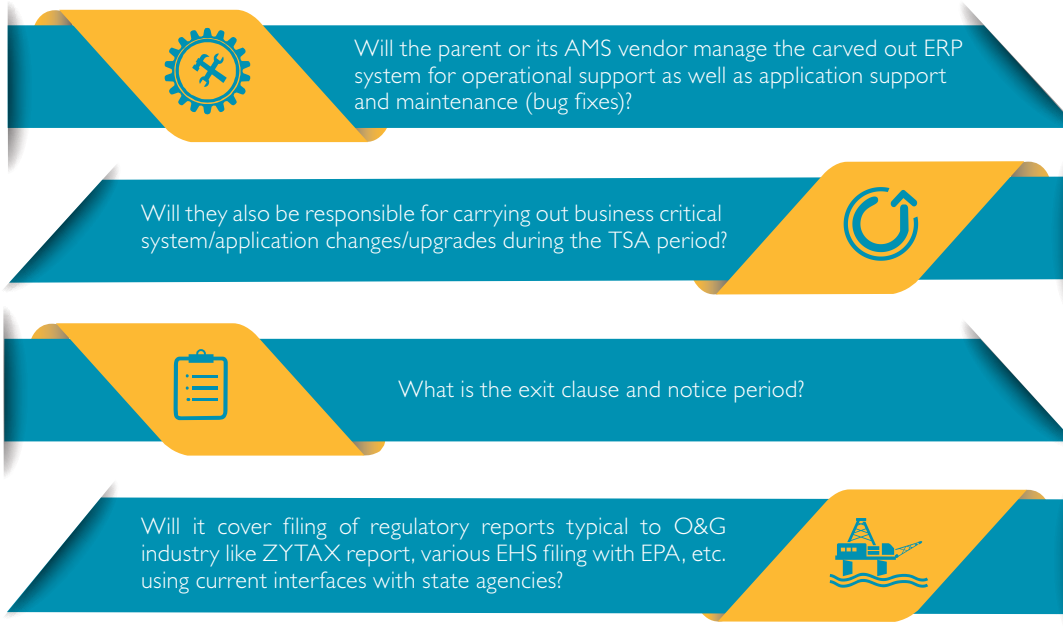 Will the parent or its AMS vendor manage the carved out ERP
system for operational support as well as application support
and maintenance (bug fixes)?
Will they also be responsible for carrying out business critical
system/application changes/upgrades during the TSA period?
What is the exit clause and notice period?
Will it cover filing of regulatory reports typical to O&G
industry like ZYTAX report, various EHS filing with EPA, etc.
using current interfaces with state agencies?